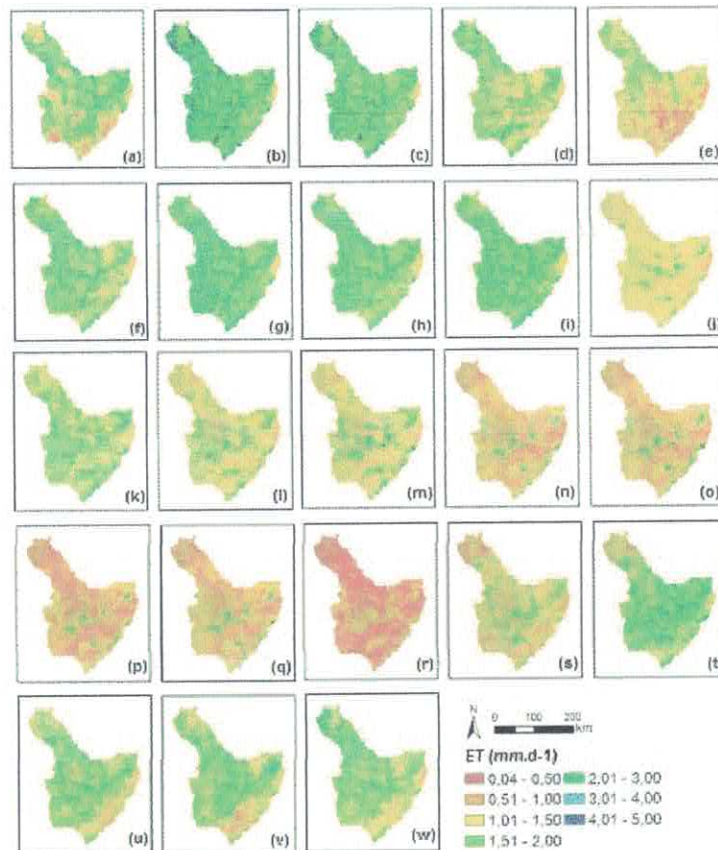 (a) (b) (c) (d) (e)
(f) (g) (h) (i) (j)
(k) (l) (m) (n) (o)
(p) (q) (r) (s) (t)
(u) (v) (w)
N 0 100 200
km
ET (mm.d-1)
0,04 - 0,50 2,01 - 3,00
0,51 - 1,00 3,01 - 4,00
1,01 - 1,50 4,01 - 5,00
1,51 - 2,00